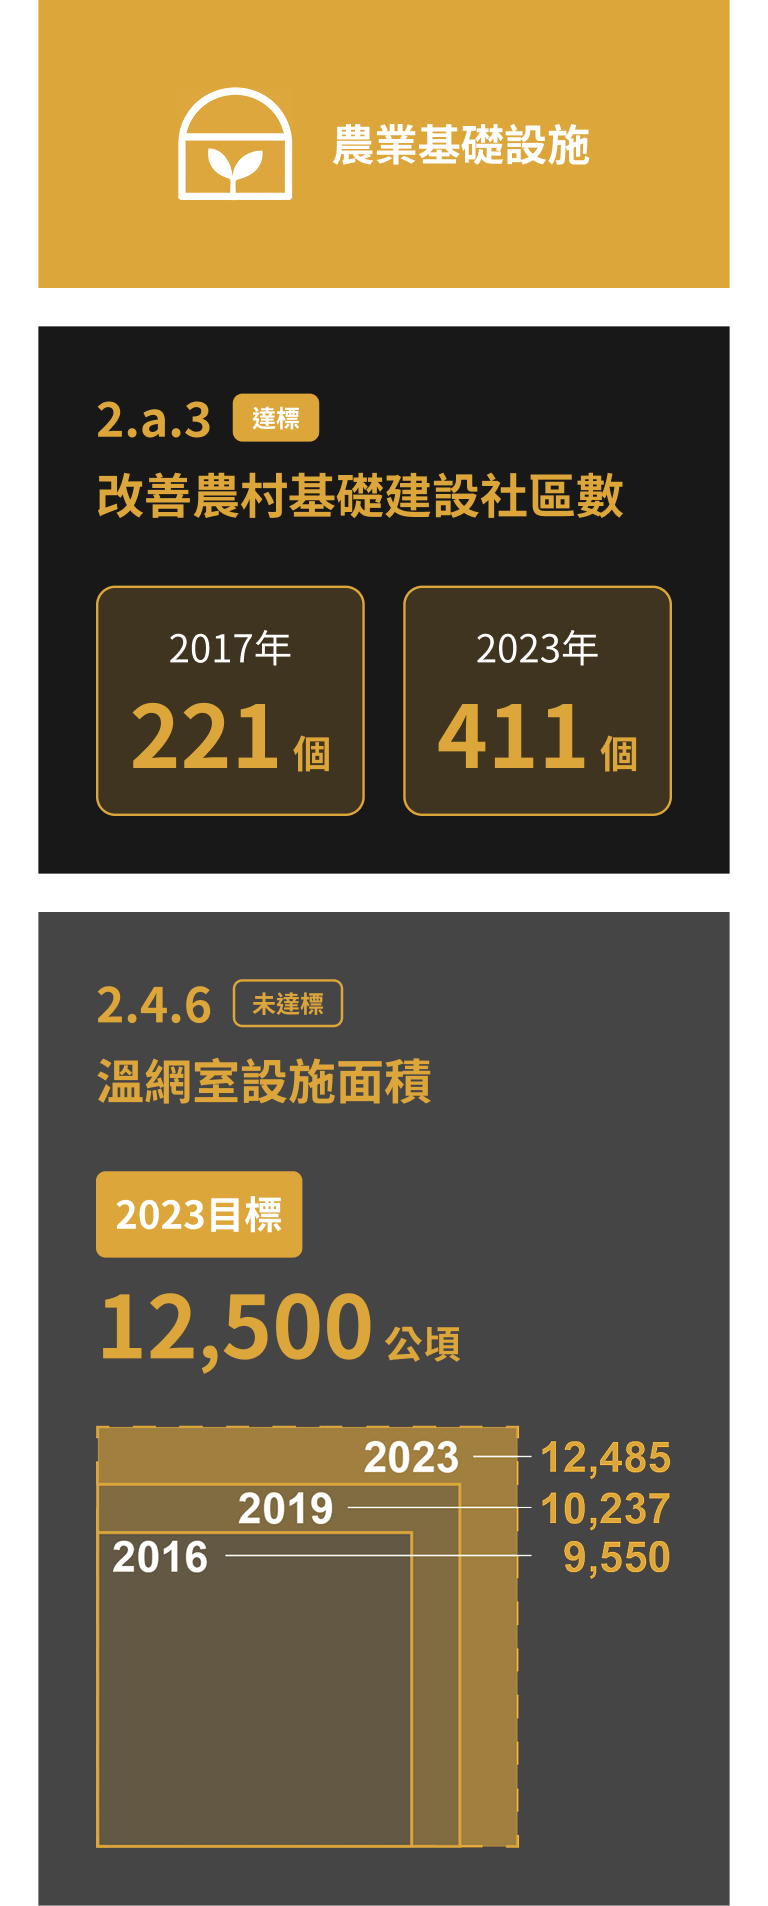 農業基礎設施
2.a.3 達標
改善農村基礎建設社區數
2017年
221 個
2023年
411 個
2.4.6 未達標
溫網室設施面積
2023目標
12,500 公頃
2023 12,485
2019 10,237
2016 9,550